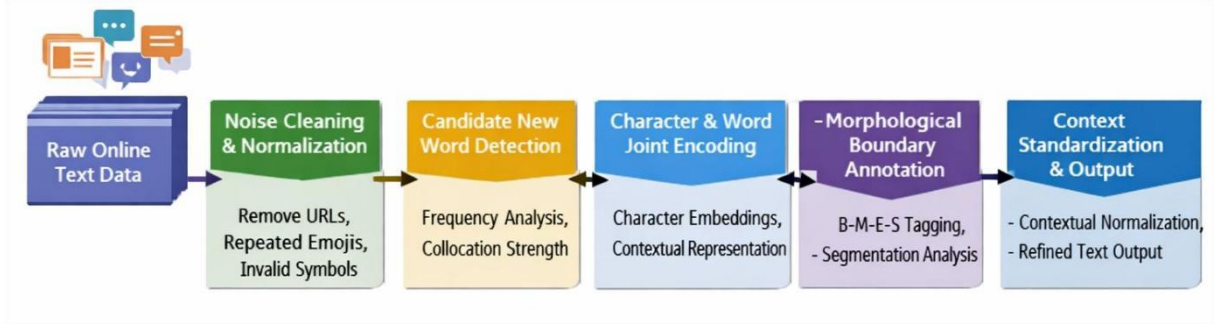 Raw Online
Text Data
Noise Cleaning
& Normalization
Remove URLs,
Repeated Emojis,
Invalid Symbols
Candidate New
Word Detection
Frequency Analysis,
Collocation Strength
Character & Word
Joint Encoding
Character Embeddings,
Contextual Representation
-Morphological
Boundary
Annotation
B-M-E-S Tagging,
- Segmentation Analysis
Context
Standardization
& Output
- Contextual Normalization,
- Refined Text Output